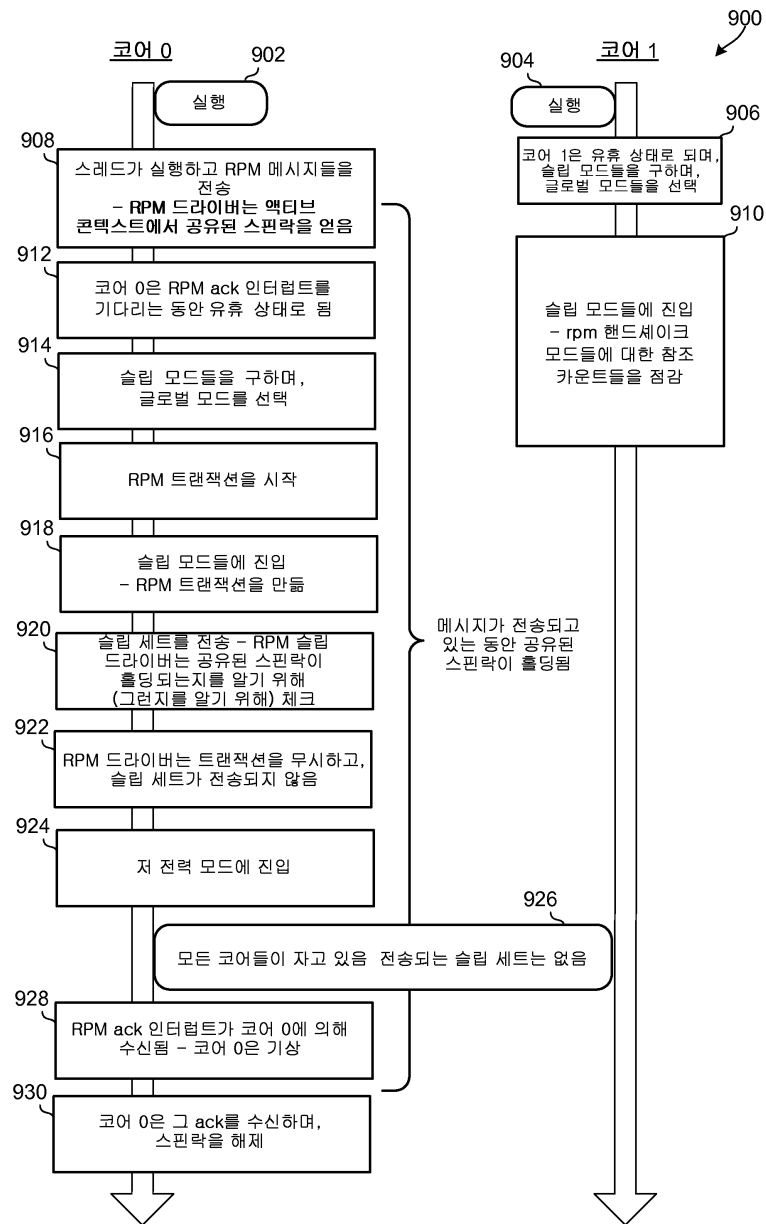 900
코어 0
코어 1
902
실행
904
실행
906
코어 1은 유휴 상태로 되며,
슬립 모드들을 구하며,
글로벌 모드들을 선택
908
스레드가 실행하고 RPM 메시지들을
전송
– RPM 드라이버는 액티브
콘텍스트에서 공유된 스핀락을 얻음
910
슬립 모드들에 진입
– rpm 핸드셰이크
모드들에 대한 참조
카운트들을 점감
912
코어 0은 RPM ack 인터럽트를
기다리는 동안 유휴 상태로 됨
914
슬립 모드들을 구하며,
글로벌 모드를 선택
916
RPM 트랜잭션을 시작
918
슬립 모드들에 진입
– RPM 트랜잭션을 만듦
메시지가 전송되고
있는 동안 공유된
스핀락이 홀딩됨
920
슬립 세트를 전송 – RPM 슬립
드라이버는 공유된 스핀락이
홀딩되는지를 알기 위해
(그런지를 알기 위해) 체크
922
RPM 드라이버는 트랜잭션을 무시하고,
슬립 세트가 전송되지 않음
924
저 전력 모드에 진입
926
모든 코어들이 자고 있음 전송되는 슬립 세트는 없음
928
RPM ack 인터럽트가 코어 0에 의해
수신됨 – 코어 0은 기상
930
코어 0은 그 ack를 수신하며,
스핀락을 해제